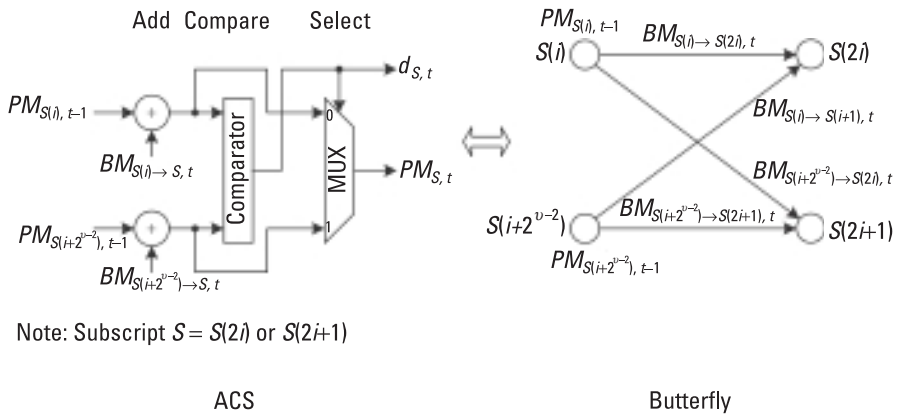 Add Compare Select
PM_{S(i), t–1}
BM_{S(i)→ S, t}
PM_{S(i+2^{υ–2}), t–1}
BM_{S(i+2^{υ–2})→S, t}
+
+
Comparator
0
MUX
1
d_{S, t}
PM_{S, t}
PM_{S(i), t–1}
S(i)
BM_{S(i)→ S(2i), t}
S(2i)
BM_{S(i)→ S(i+1), t}
BM_{S(i+2^{υ–2})→S(2i), t}
S(i+2^{υ–2})
BM_{S(i+2^{υ–2})→S(2i+1), t}
S(2i+1)
PM_{S(i+2^{υ–2}), t–1}
Note: Subscript S = S(2i) or S(2i+1)
ACS
Butterfly